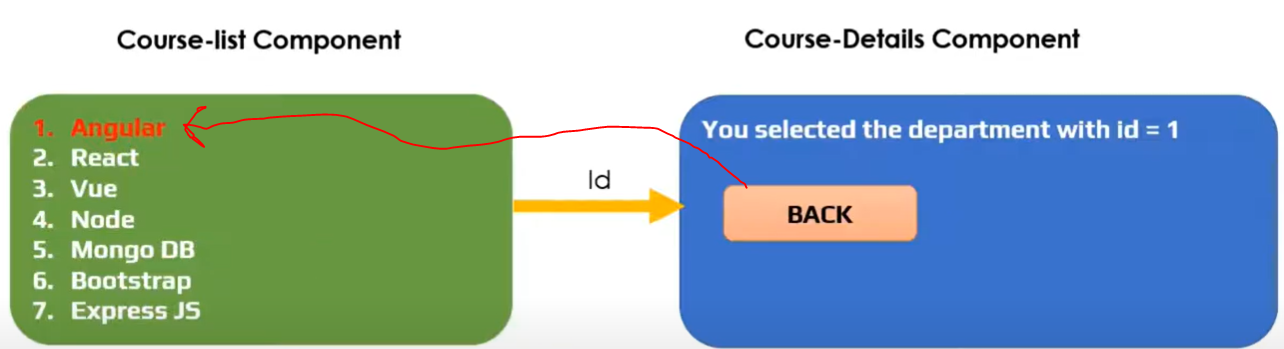 Course-list Component
1. Angular
2. React
3. Vue
4. Node
5. Mongo DB
6. Bootstrap
7. Express JS
Id
Course-Details Component
You selected the department with id = 1
BACK